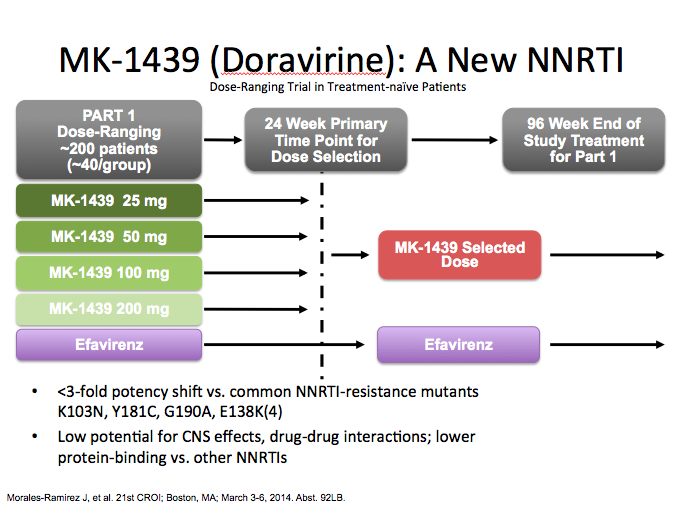 MK-1439 (Doravirine): A New NNRTI
Dose-Ranging Trial in Treatment-naïve Patients
PART 1
Dose-Ranging
~200 patients
(~40/group)
24 Week Primary
Time Point for
Dose Selection
96 Week End of
Study Treatment
for Part 1
MK-1439 25 mg
MK-1439 50 mg
MK-1439 100 mg
MK-1439 200 mg
Efavirenz
MK-1439 Selected
Dose
Efavirenz
• <3-fold potency shift vs. common NNRTI-resistance mutants
K103N, Y181C, G190A, E138K(4)
• Low potential for CNS effects, drug-drug interactions; lower
protein-binding vs. other NNRTIs
Morales-Ramirez J, et al. 21st CROI; Boston, MA; March 3-6, 2014. Abst. 92LB.